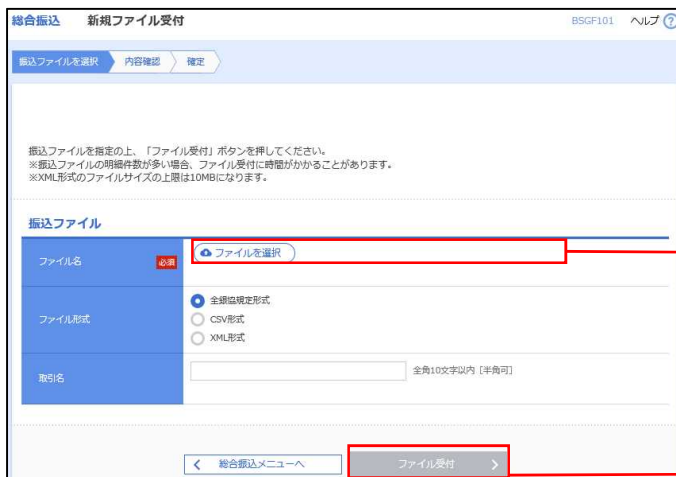 総合振込 新規ファイル受付 BSGF101 ヘルプ ?
振込ファイルを選択 内容確認 確定
振込ファイルを指定の上、「ファイル受付」ボタンを押してください。
※振込ファイルの明細件数が多い場合、ファイル受付に時間がかかることがあります。
※XML形式のファイルサイズの上限は10MBになります。
振込ファイル
ファイル名 必須 ファイルを選択
ファイル形式 全銀協規定形式
CSV形式
XML形式
取引名 全角10文字以内 [半角可]
総合振込メニューへ ファイル受付